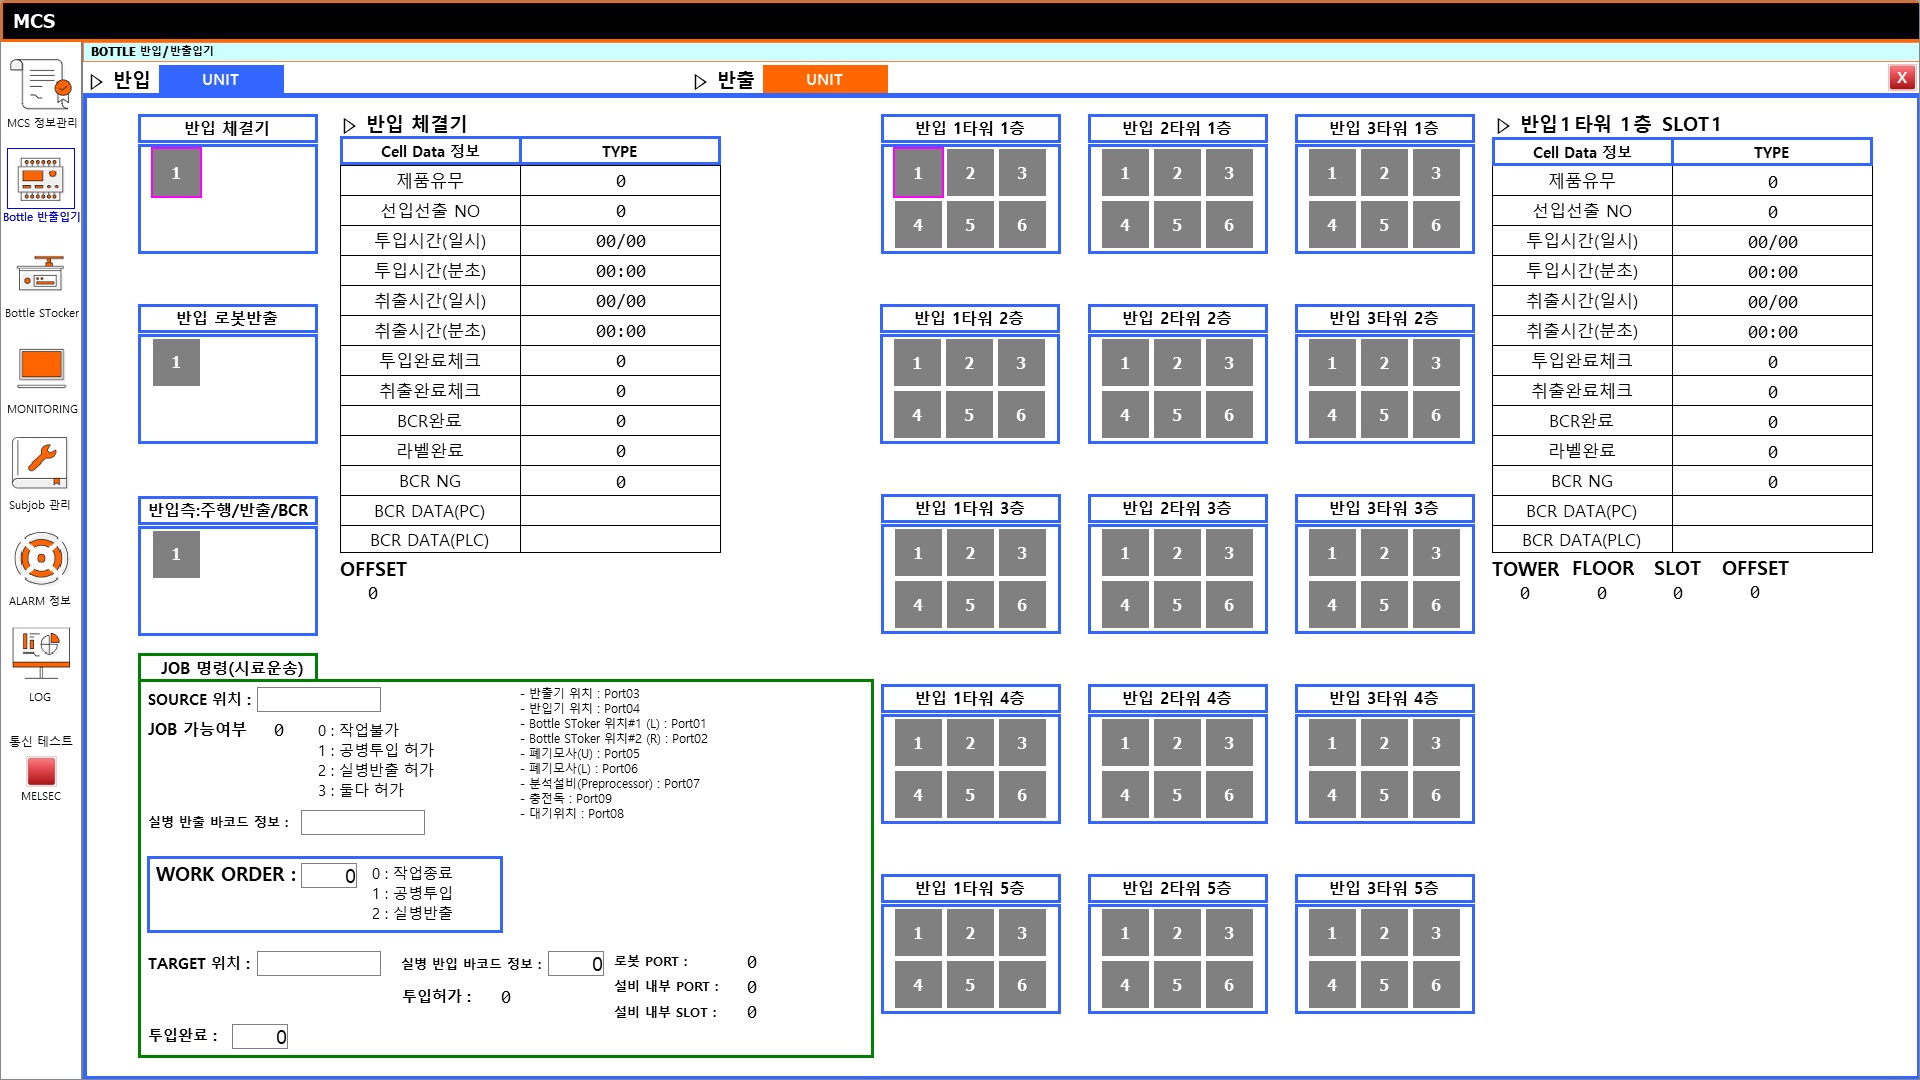 MCS
BOTTLE 반입/반출입기
▷ 반입 UNIT
▷ 반출 UNIT
X
MCS 정보관리
Bottle 반출입기
Bottle STocker
MONITORING
Subjob 관리
ALARM 정보
LOG
통신 테스트
MELSEC
반입 체결기
1
반입 로봇반출
1
반입측:주행/반출/BCR
1
▷ 반입 체결기
Cell Data 정보 TYPE
제품유무 0
선입선출 NO 0
투입시간(일시) 00/00
투입시간(분초) 00:00
취출시간(일시) 00/00
취출시간(분초) 00:00
투입완료체크 0
취출완료체크 0
BCR완료 0
라벨완료 0
BCR NG 0
BCR DATA(PC)
BCR DATA(PLC)
OFFSET
0
반입 1타워 1층 반입 2타워 1층 반입 3타워 1층
1 2 3 1 2 3 1 2 3
4 5 6 4 5 6 4 5 6
반입 1타워 2층 반입 2타워 2층 반입 3타워 2층
1 2 3 1 2 3 1 2 3
4 5 6 4 5 6 4 5 6
반입 1타워 3층 반입 2타워 3층 반입 3타워 3층
1 2 3 1 2 3 1 2 3
4 5 6 4 5 6 4 5 6
반입 1타워 4층 반입 2타워 4층 반입 3타워 4층
1 2 3 1 2 3 1 2 3
4 5 6 4 5 6 4 5 6
반입 1타워 5층 반입 2타워 5층 반입 3타워 5층
1 2 3 1 2 3 1 2 3
4 5 6 4 5 6 4 5 6
▷ 반입1타워 1층 SLOT1
Cell Data 정보 TYPE
제품유무 0
선입선출 NO 0
투입시간(일시) 00/00
투입시간(분초) 00:00
취출시간(일시) 00/00
취출시간(분초) 00:00
투입완료체크 0
취출완료체크 0
BCR완료 0
라벨완료 0
BCR NG 0
BCR DATA(PC)
BCR DATA(PLC)
TOWER FLOOR SLOT OFFSET
0 0 0 0
JOB 명령(시료운송)
SOURCE 위치 :
JOB 가능여부 0
0 : 작업불가
1 : 공병투입 허가
2 : 실병반출 허가
3 : 둘다 허가
- 반출기 위치 : Port03
- 반입기 위치 : Port04
- Bottle SToker 위치#1 (L) : Port01
- Bottle SToker 위치#2 (R) : Port02
- 폐기모사(U) : Port05
- 폐기모사(L) : Port06
- 분석설비(Preprocessor) : Port07
- 충전독 : Port09
- 대기위치 : Port08
실병 반출 바코드 정보 :
WORK ORDER : 0
0 : 작업종료
1 : 공병투입
2 : 실병반출
TARGET 위치 :
실병 반입 바코드 정보 : 0
투입허가 : 0
로봇 PORT : 0
설비 내부 PORT : 0
설비 내부 SLOT : 0
투입완료 : 0